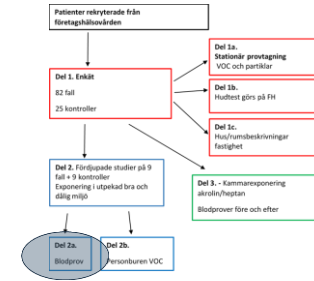 Patienter rekryterade från
företagshälsovården
Del 1a.
Stationär provtagning
VOC och partiklar
Del 1. Enkät
82 fall
25 kontroller
Del 1b.
Hudtest görs på FH
Del 1c.
Hus/rumsbeskrivningar
fastighet
Del 2. Fördjupade studier på 9
fall + 9 kontroller
Exponering i utpekad bra och
dålig miljö
Del 3. - Kammarexponering
akrolin/heptan
Blodprover före och efter
Del 2a.
Blodprov
Del 2b.
Personburen VOC